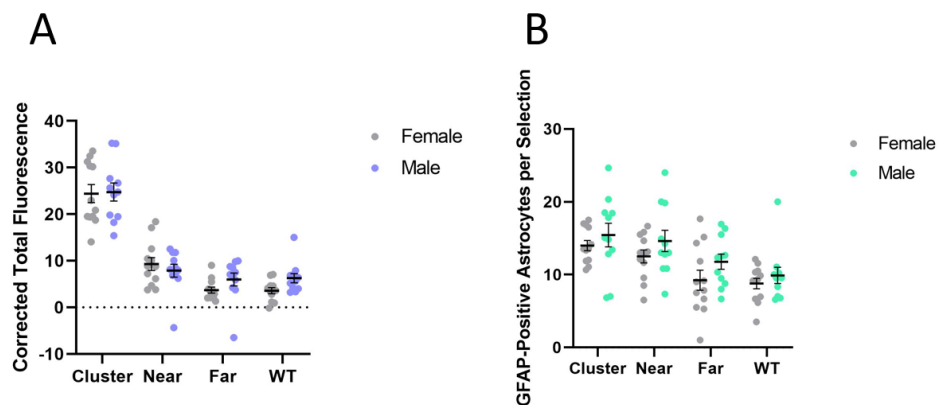 A
Corrected Total Fluorescence
40
30
20
10
0
-10
Cluster Near Far WT
Female
Male
B
GFAP-Positive Astrocytes per Selection
30
20
10
0
Cluster Near Far WT
Female
Male